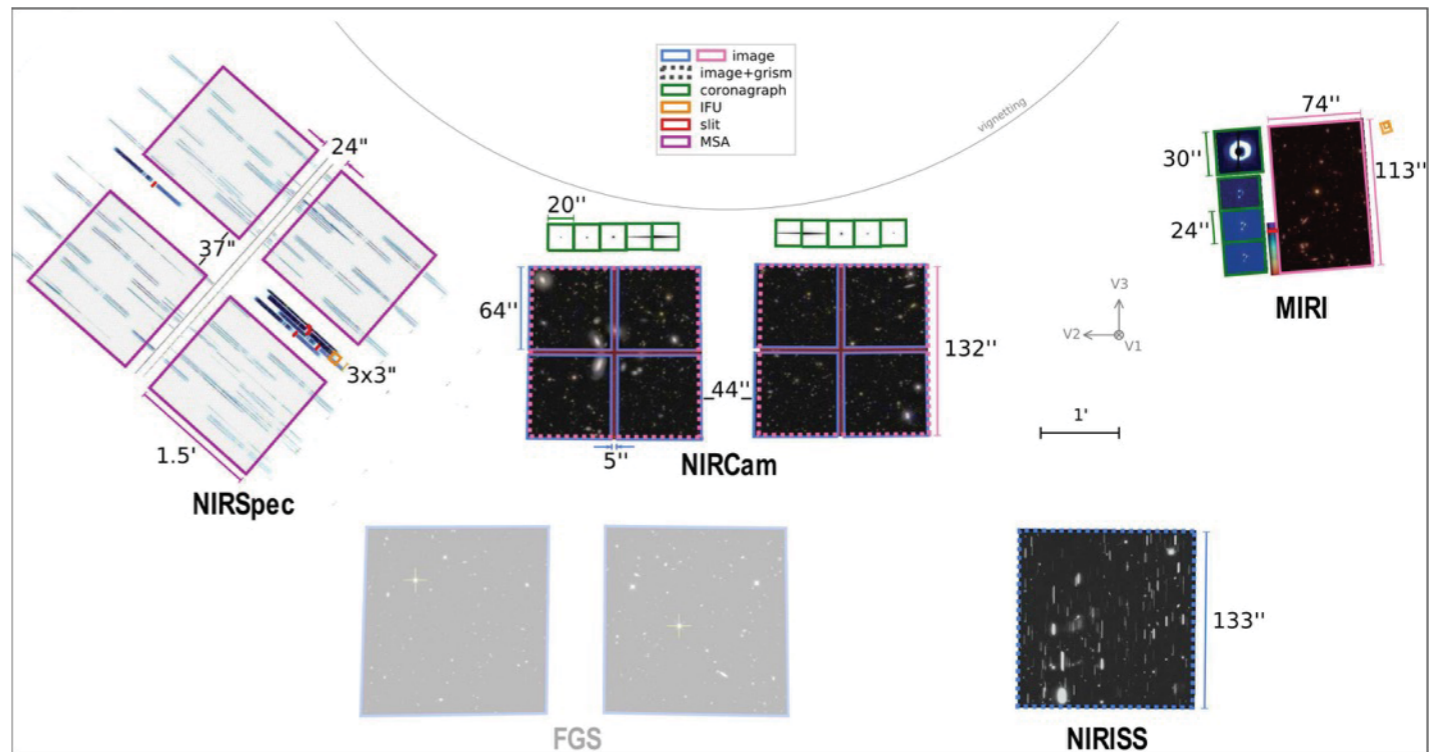 image
image+grism
coronagraph
IFU
slit
MSA
vignetting
24"
37"
3x3"
1.5'
NIRSpec
20''
64''
44''
132''
5''
NIRCam
74''
30''
113''
24''
MIRI
V3
V2
V1
1'
FGS
133''
NIRISS